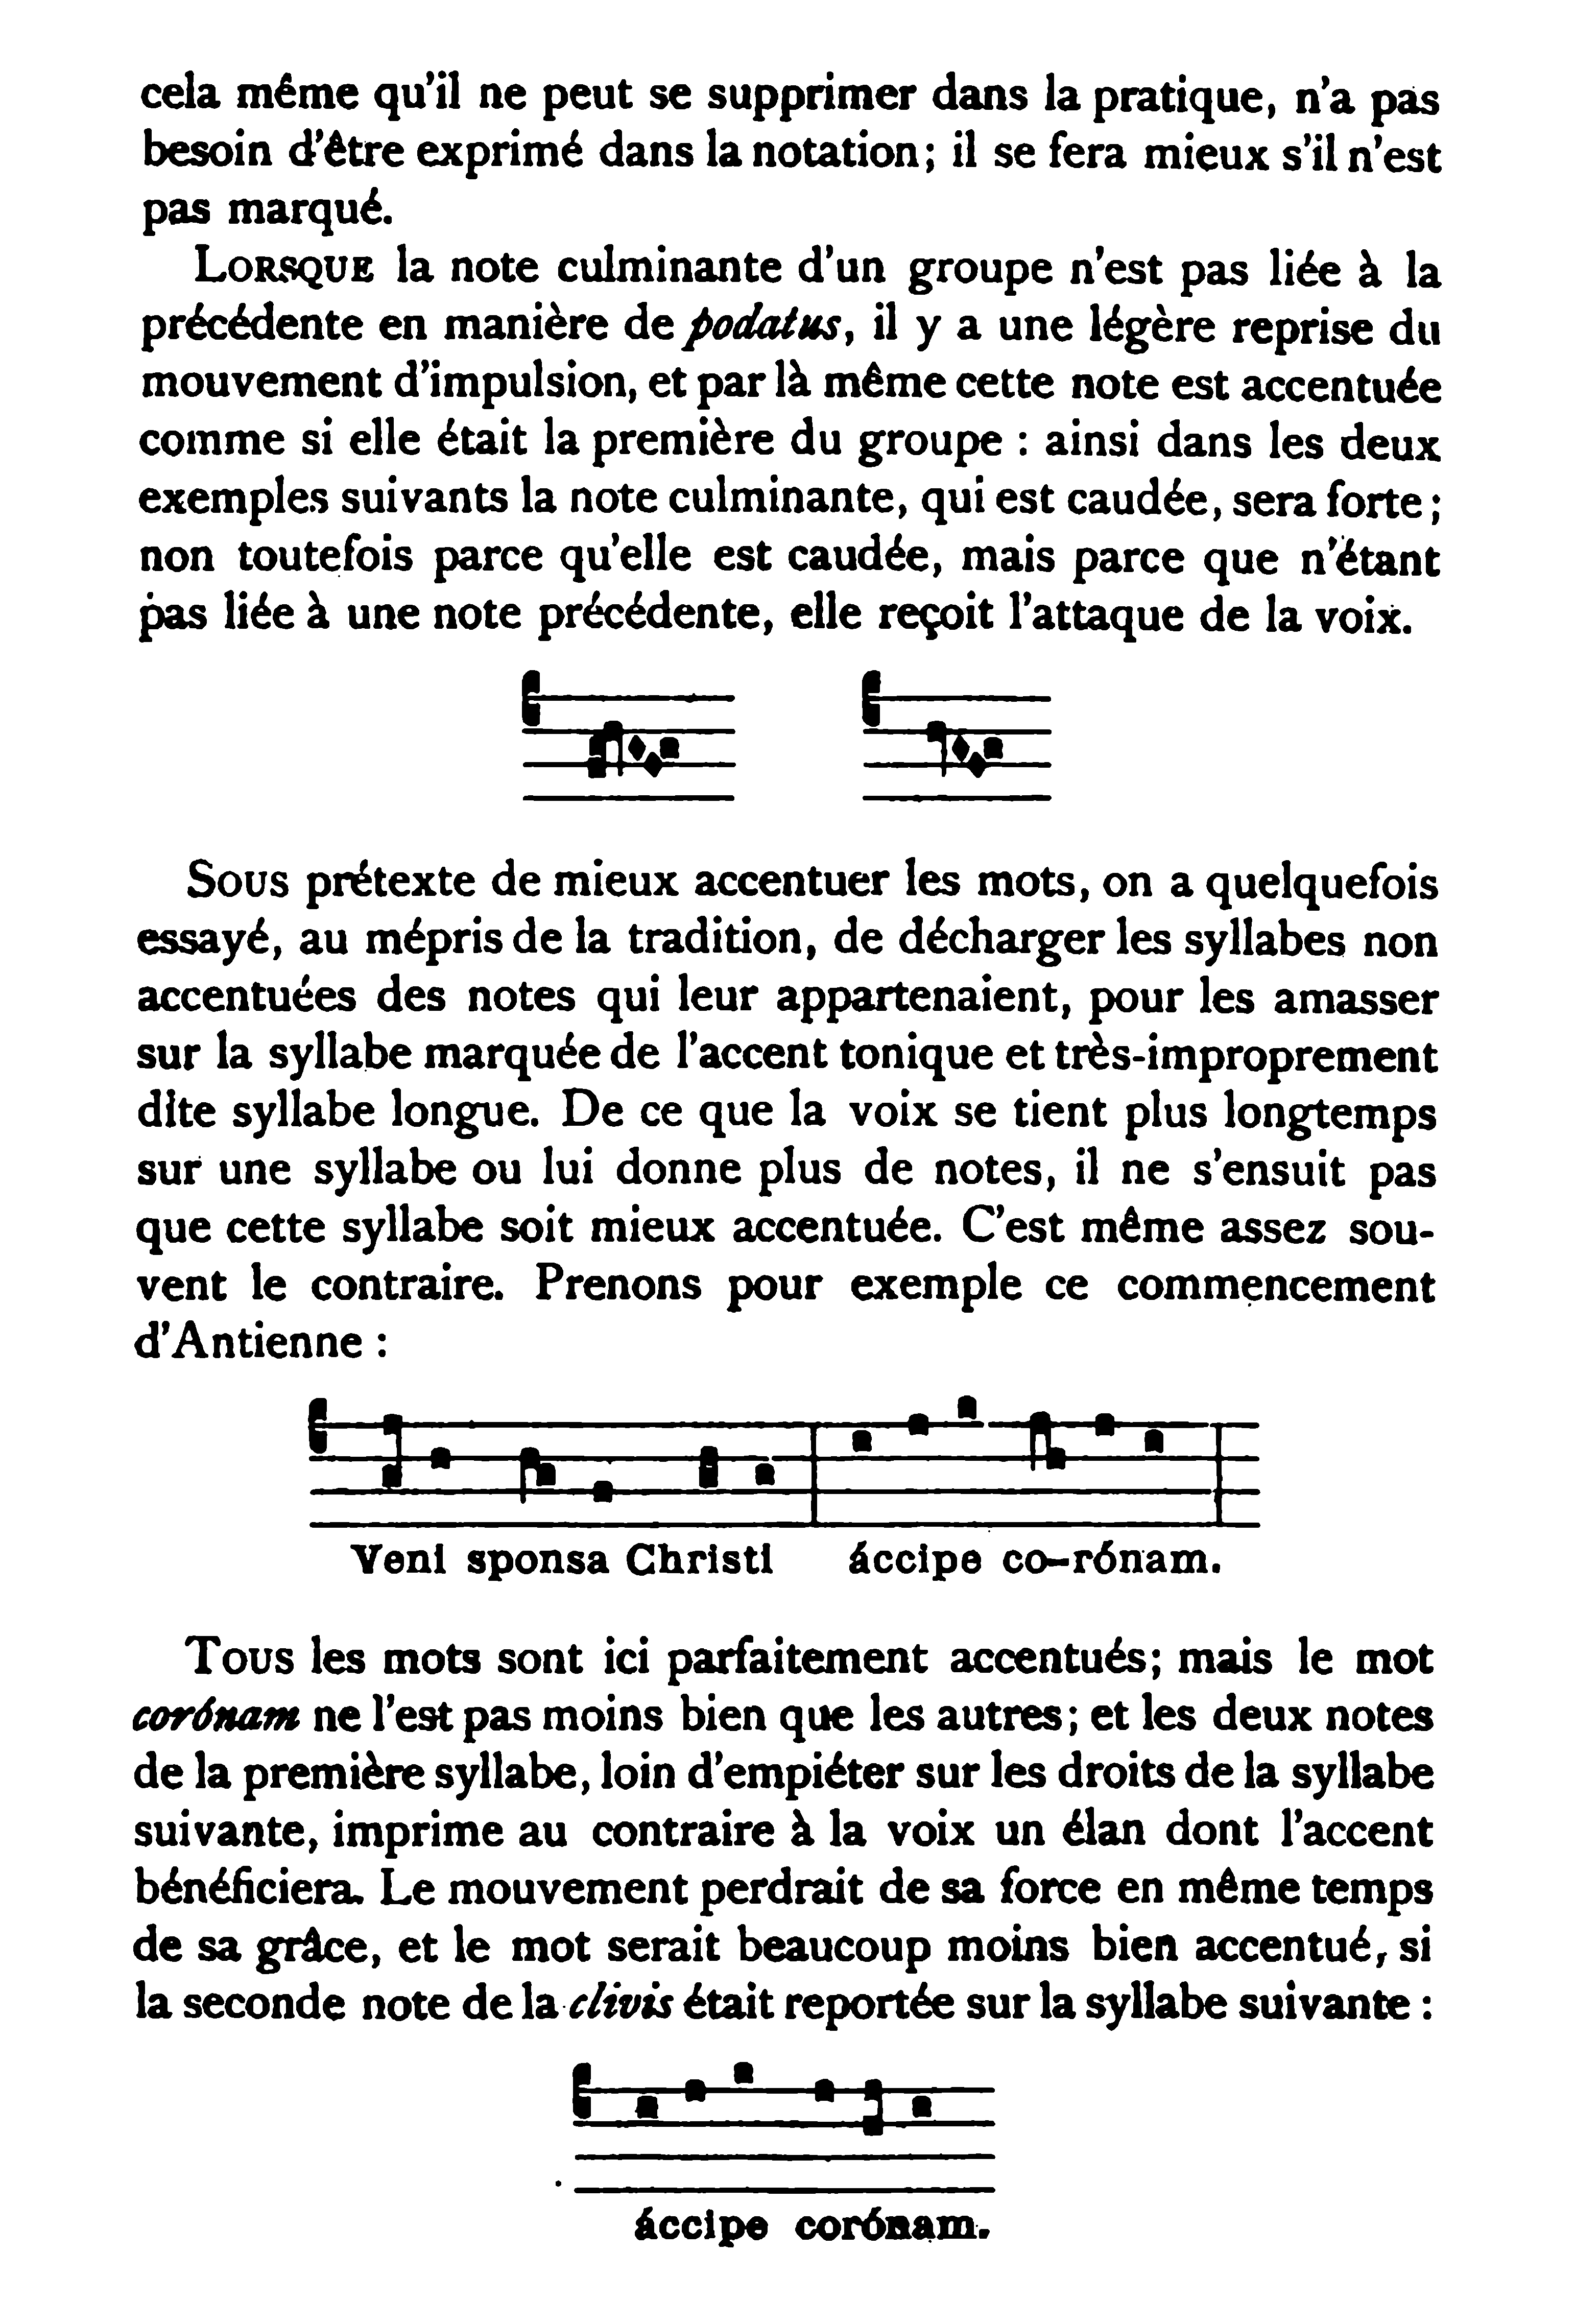 cela même qu'il ne peut se supprimer dans la pratique, n'a pas
besoin d'être exprimé dans la notation; il se fera mieux s'il n'est
pas marqué.
LORSQUE la note culminante d'un groupe n'est pas liée à la
précédente en manière de podatus, il y a une légère reprise du
mouvement d'impulsion, et par là même cette note est accentuée
comme si elle était la première du groupe : ainsi dans les deux
exemples suivants la note culminante, qui est caudée, sera forte;
non toutefois parce qu'elle est caudée, mais parce que n'étant
pas liée à une note précédente, elle reçoit l'attaque de la voix.
SOUS prétexte de mieux accentuer les mots, on a quelquefois
essayé, au mépris de la tradition, de décharger les syllabes non
accentuées des notes qui leur appartenaient, pour les amasser
sur la syllabe marquée de l'accent tonique et très-improprement
dite syllabe longue. De ce que la voix se tient plus longtemps
sur une syllabe ou lui donne plus de notes, il ne s'ensuit pas
que cette syllabe soit mieux accentuée. C'est même assez sou-
vent le contraire. Prenons pour exemple ce commencement
d'Antienne :
Veni sponsa Christi áccipe co-rónam.
TOUS les mots sont ici parfaitement accentués; mais le mot
corónam ne l'est pas moins bien que les autres; et les deux notes
de la première syllabe, loin d'empiéter sur les droits de la syllabe
suivante, imprime au contraire à la voix un élan dont l'accent
bénéficiera. Le mouvement perdrait de sa force en même temps
de sa grâce, et le mot serait beaucoup moins bien accentué, si
la seconde note de la clivis était reportée sur la syllabe suivante :
áccipe corónam.